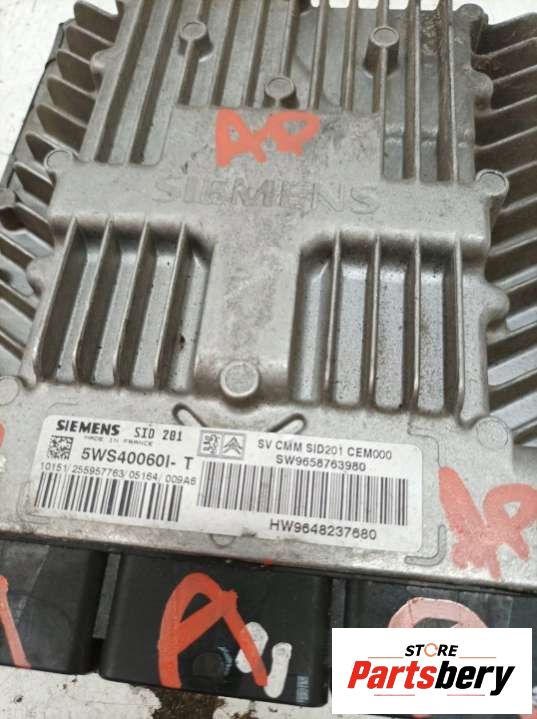 AP
SIEMENS
SIEMENS SID 201
MADE IN FRANCE
5WS40060I- T
10151/255957763/05164/009A6
SV CMM SID201 CEM000
SW9658763980
HW9648237680
AP
A
STORE
Partsbery